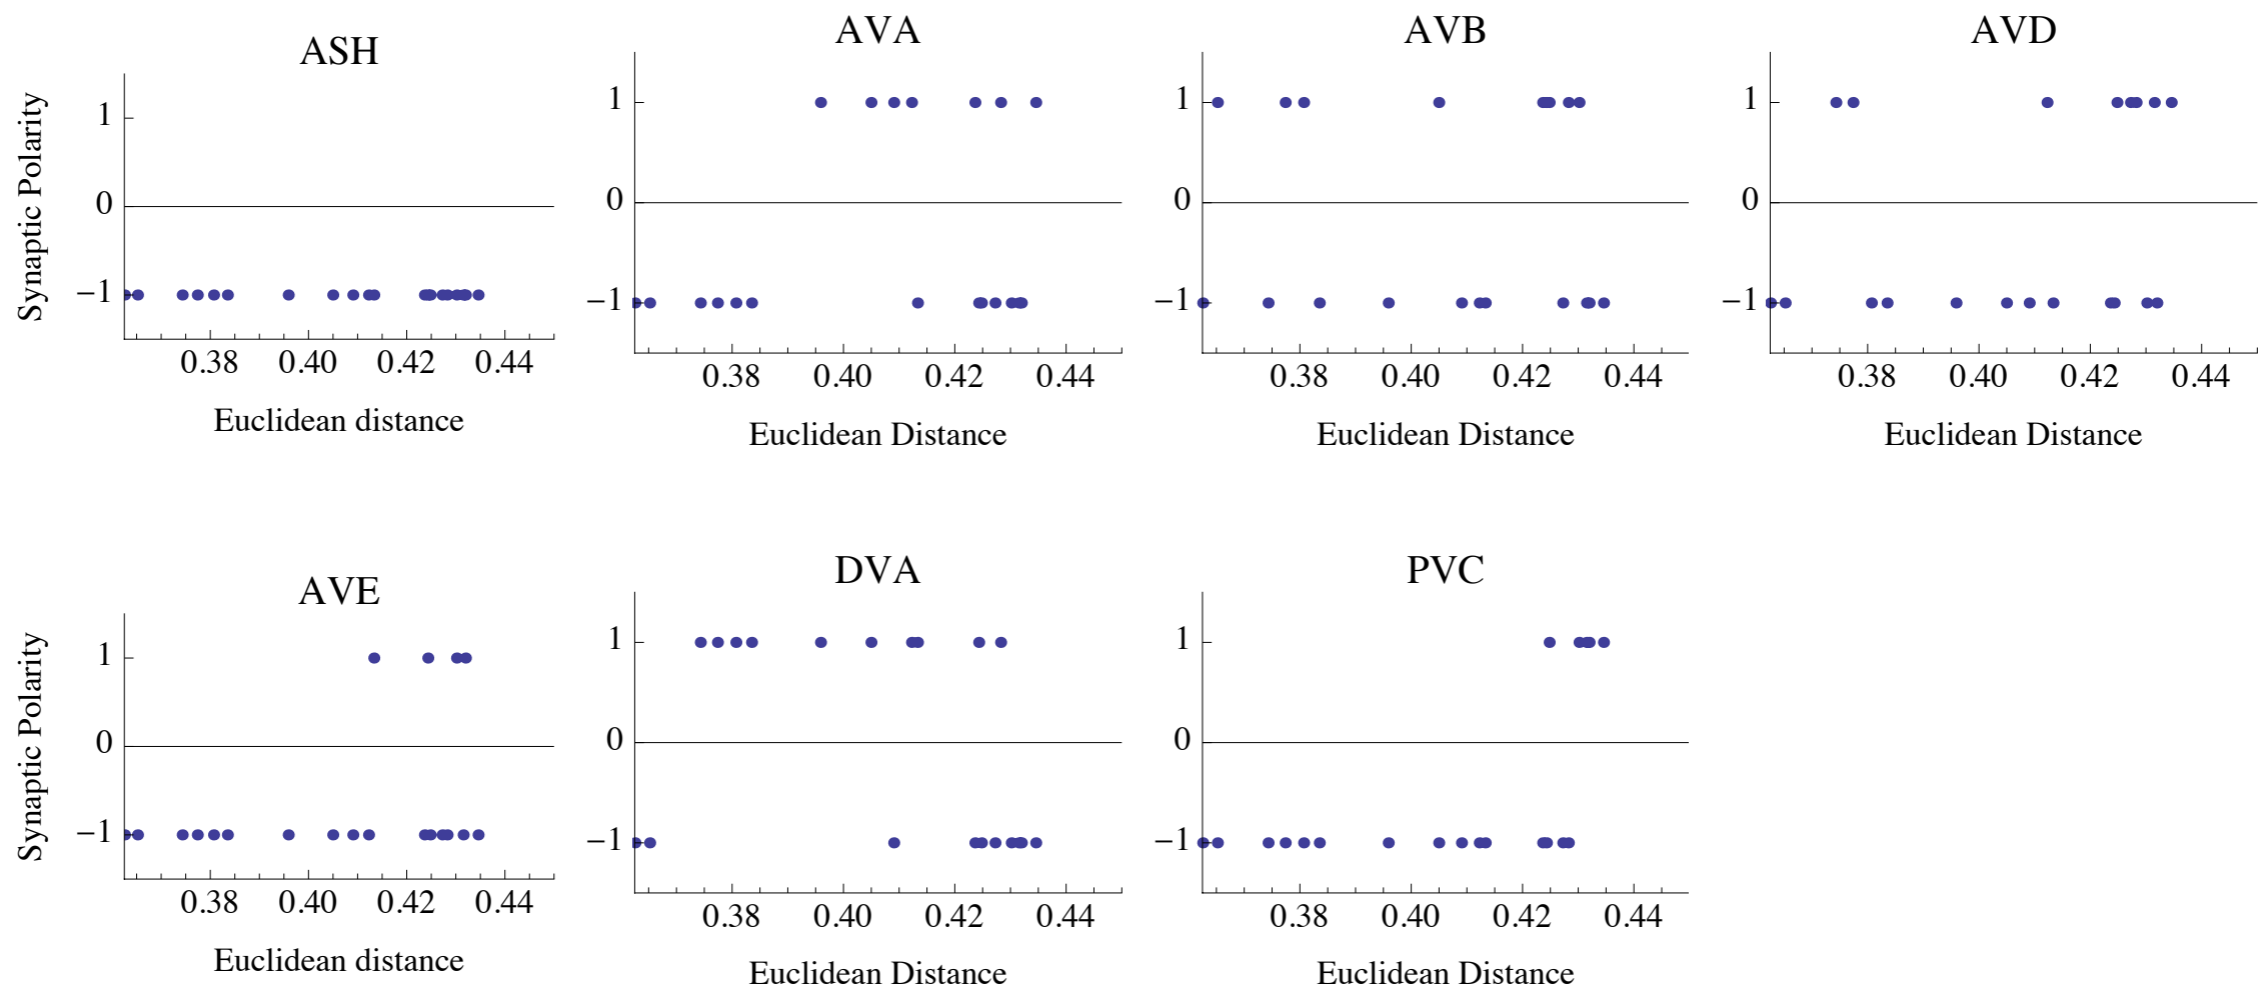 ASH
Synaptic Polarity
1
0
−1
0.38 0.40 0.42 0.44
Euclidean distance
AVA
1
0
−1
0.38 0.40 0.42 0.44
Euclidean Distance
AVB
1
0
−1
0.38 0.40 0.42 0.44
Euclidean Distance
AVD
1
0
−1
0.38 0.40 0.42 0.44
Euclidean Distance
AVE
Synaptic Polarity
1
0
−1
0.38 0.40 0.42 0.44
Euclidean distance
DVA
1
0
−1
0.38 0.40 0.42 0.44
Euclidean Distance
PVC
1
0
−1
0.38 0.40 0.42 0.44
Euclidean Distance